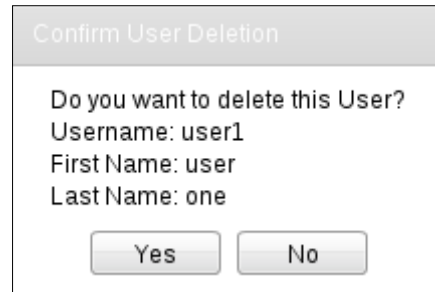 Confirm User Deletion
Do you want to delete this User?
Username: user1
First Name: user
Last Name: one
Yes No